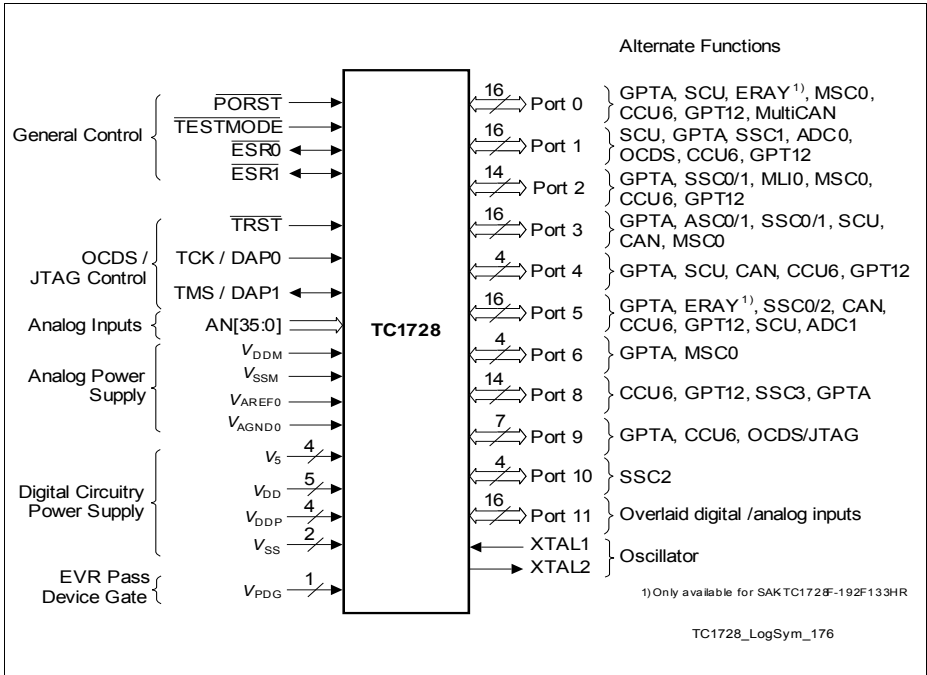 Alternate Functions
General Control
PORST
TESTMODE
ESR0
ESR1
OCDS /
JTAG Control
TRST
TCK / DAP0
TMS / DAP1
Analog Inputs
AN[35:0]
Analog Power
Supply
VDDM
VSSM
VAREF0
VAGND0
Digital Circuitry
Power Supply
V5
4
VDD
5
VDDP
4
VSS
2
EVR Pass
Device Gate
VPDG
1
TC1728
16
Port 0
GPTA, SCU, ERAY1), MSC0,
CCU6, GPT12, MultiCAN
16
Port 1
SCU, GPTA, SSC1, ADC0,
OCDS, CCU6, GPT12
14
Port 2
GPTA, SSC0/1, MLI0, MSC0,
CCU6, GPT12
16
Port 3
GPTA, ASC0/1, SSC0/1, SCU,
CAN, MSC0
4
Port 4
GPTA, SCU, CAN, CCU6, GPT12
16
Port 5
GPTA, ERAY1), SSC0/2, CAN,
CCU6, GPT12, SCU, ADC1
4
Port 6
GPTA, MSC0
14
Port 8
CCU6, GPT12, SSC3, GPTA
7
Port 9
GPTA, CCU6, OCDS/JTAG
4
Port 10
SSC2
16
Port 11
Overlaid digital /analog inputs
XTAL1
XTAL2
Oscillator
1) Only available for SAK-TC1728F-192F133HR
TC1728_LogSym_176